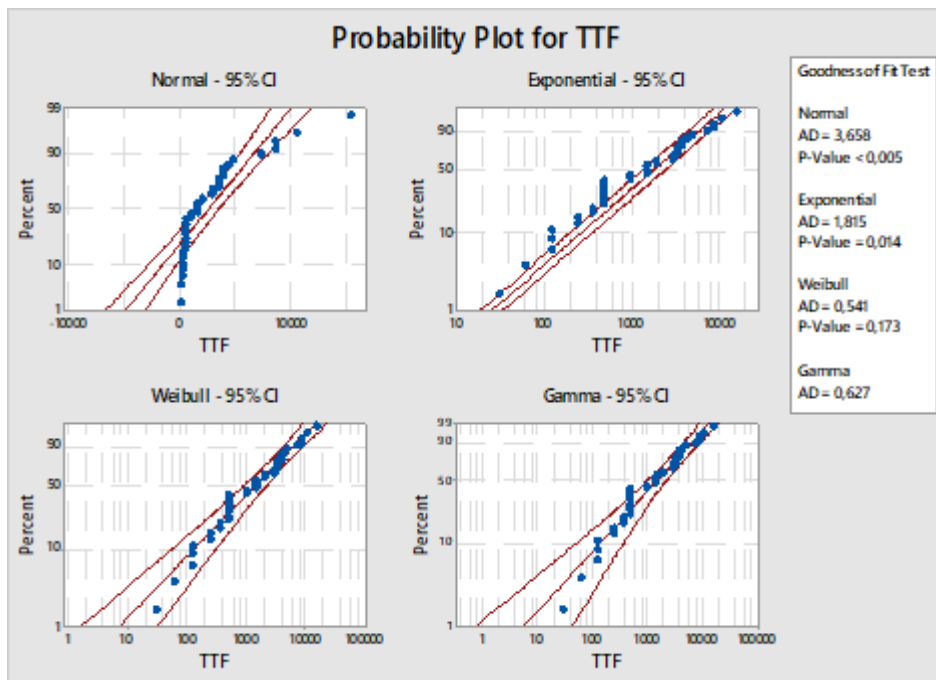 Probability Plot for TTF
Normal - 95% CI
Exponential - 95% CI
99
90
50
10
1
Percent
-10000
0
10000
TTF
90
50
10
1
Percent
10
100
1000
10000
TTF
Goodness of Fit Test
Normal
AD = 3,658
P-Value < 0,005
Exponential
AD = 1,815
P-Value = 0,014
Weibull
AD = 0,541
P-Value = 0,173
Gamma
AD = 0,627
Weibull - 95% CI
Gamma - 95% CI
90
50
10
1
Percent
1
10
100
1000
10000
100000
TTF
99
90
50
10
1
Percent
1
10
100
1000
10000
100000
TTF